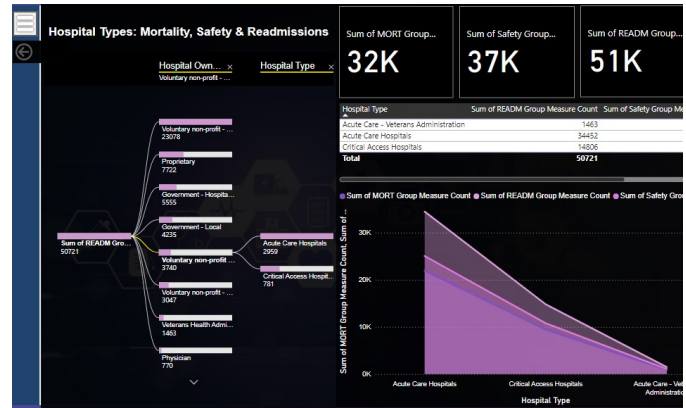 Hospital Types: Mortality, Safety & Readmissions
Hospital Own... ×
Voluntary non-profit - ...
Hospital Type ×
Sum of READM Gro...
50721
Voluntary non-profit - ...
23078
Proprietary
7722
Government - Hospita...
5555
Government - Local
4235
Voluntary non-profit ...
3740
Voluntary non-profit - ...
3047
Veterans Health Admi...
1463
Physician
770
Acute Care Hospitals
2959
Critical Access Hospit...
781
Sum of MORT Group...
32K
Sum of Safety Group...
37K
Sum of READM Group...
51K
Hospital Type Sum of READM Group Measure Count Sum of Safety Group Me
Acute Care - Veterans Administration 1463
Acute Care Hospitals 34452
Critical Access Hospitals 14806
Total 50721
Sum of MORT Group Measure Count Sum of READM Group Measure Count Sum of Safety Gro
Sum of MORT Group Measure Count, Sum of ...
30K
20K
10K
0K
Acute Care Hospitals
Critical Access Hospitals
Acute Care - Vet
Administrati
Hospital Type